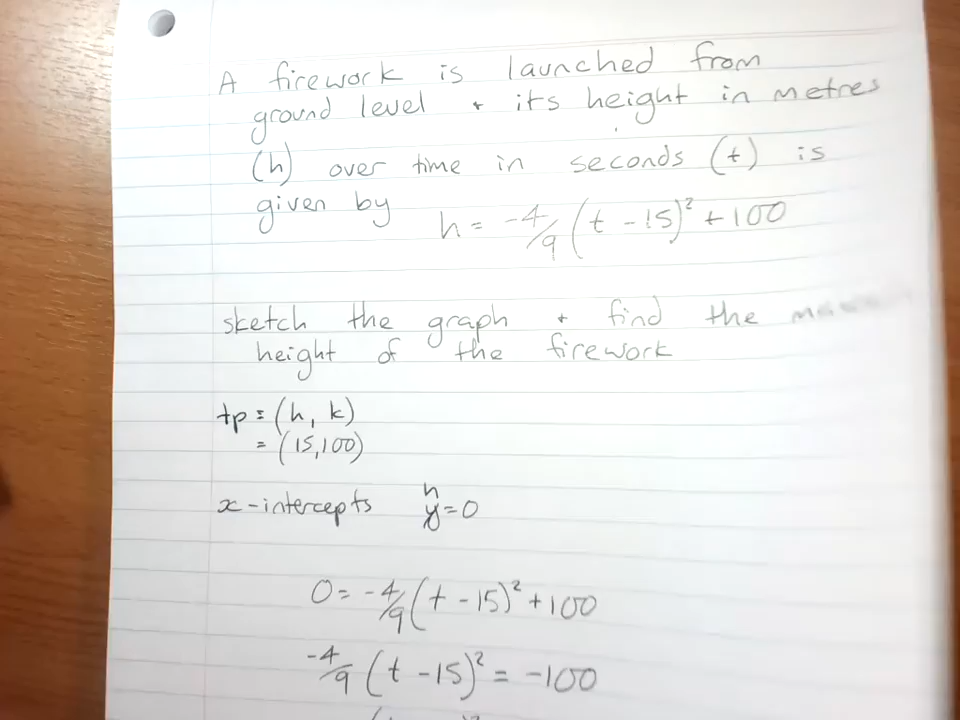 A firework is launched from
ground level + its height in metres
(h) over time in seconds (t) is
given by h = -4/9 (t - 15)² + 100
sketch the graph + find the
height of the firework
tp = (h, k)
= (15, 100)
x-intercepts h y = 0
0 = -4/9 (t - 15)² + 100
-4/9 (t - 15)² = -100